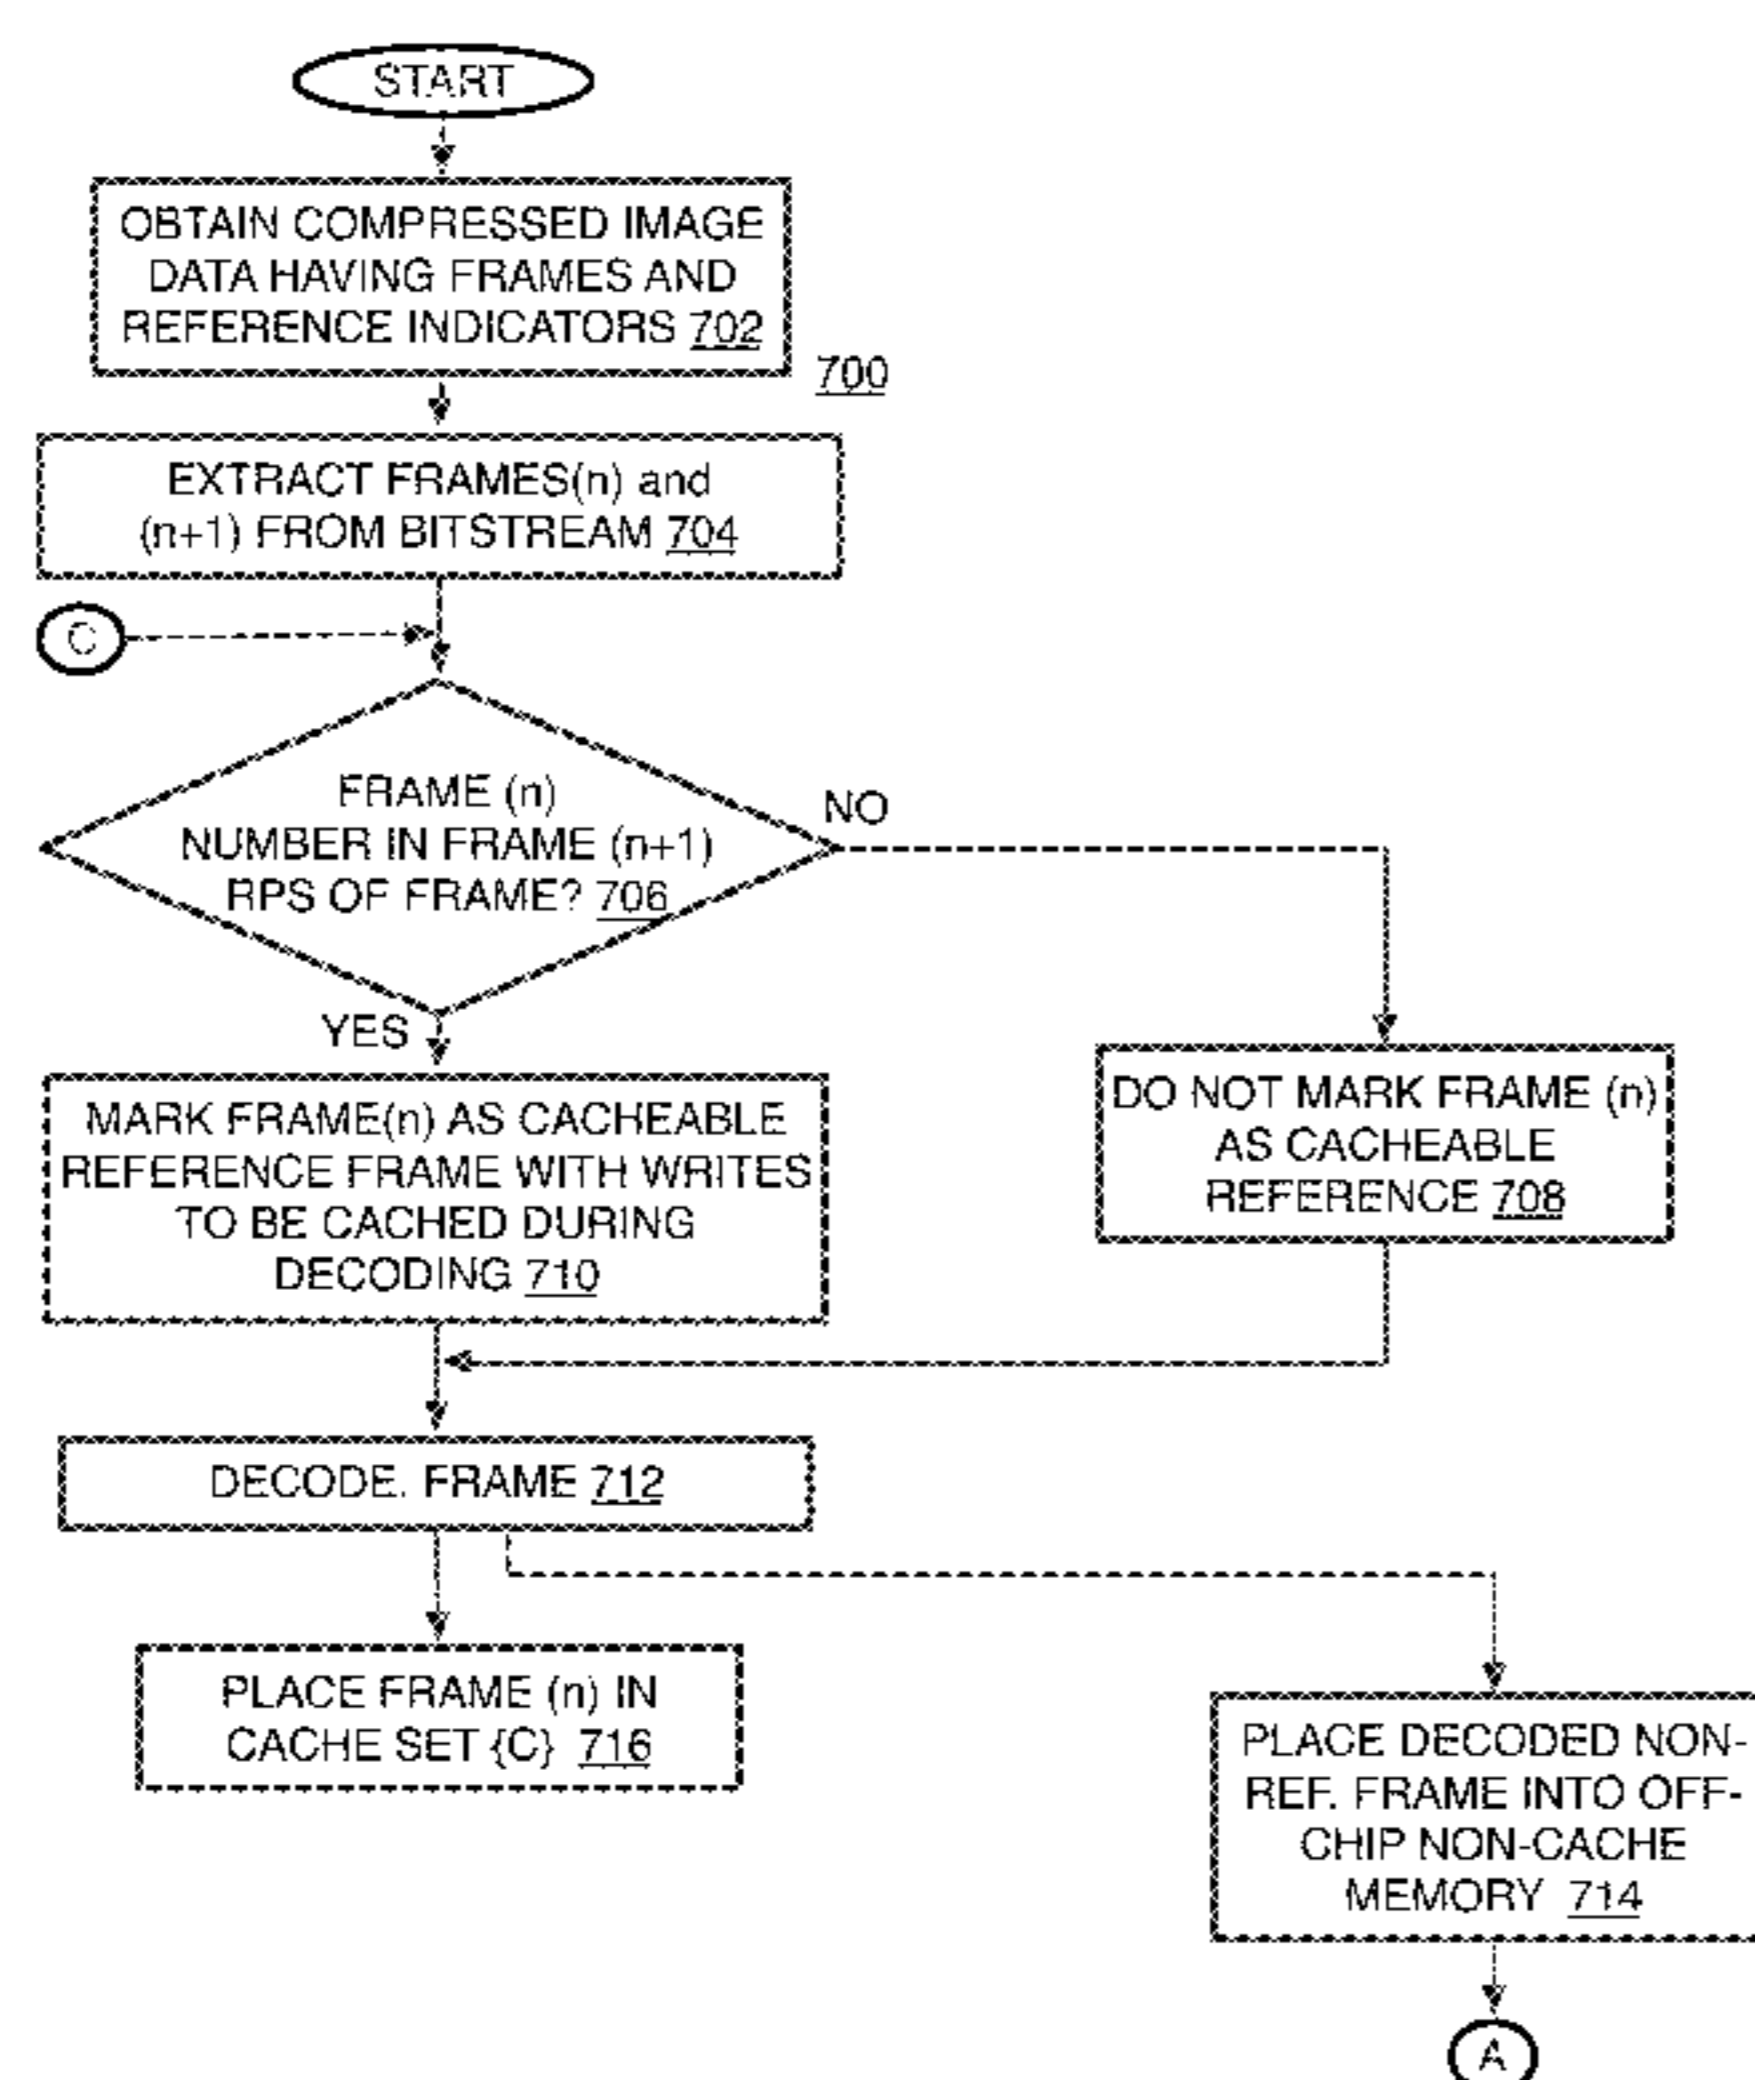 START
OBTAIN COMPRESSED IMAGE
DATA HAVING FRAMES AND
REFERENCE INDICATORS 702
700
EXTRACT FRAMES(n) and
(n+1) FROM BITSTREAM 704
C
FRAME (n)
NUMBER IN FRAME (n+1)
RPS OF FRAME? 706
NO
YES
MARK FRAME(n) AS CACHEABLE
REFERENCE FRAME WITH WRITES
TO BE CACHED DURING
DECODING 710
DO NOT MARK FRAME (n)
AS CACHEABLE
REFERENCE 708
DECODE. FRAME 712
PLACE FRAME (n) IN
CACHE SET {C} 716
PLACE DECODED NON-
REF. FRAME INTO OFF-
CHIP NON-CACHE
MEMORY 714
A